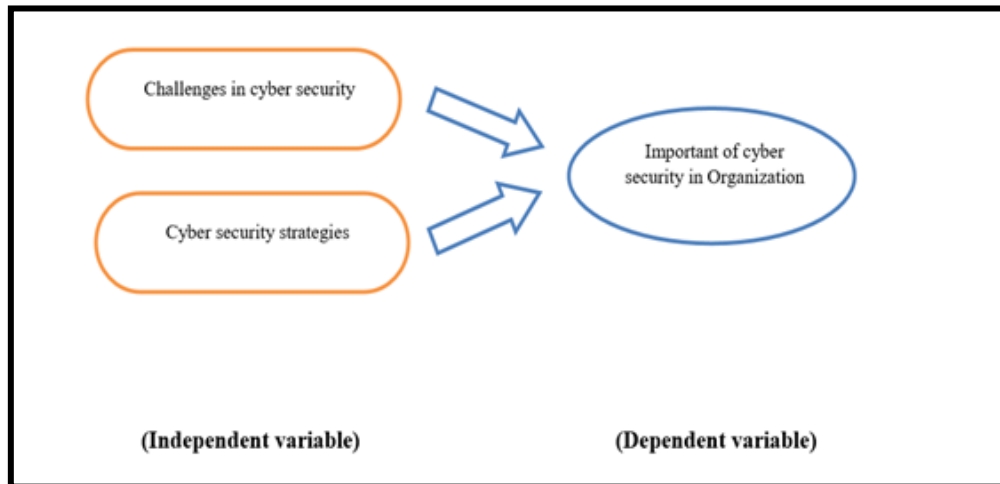 Challenges in cyber security
Important of cyber
security in Organization
Cyber security strategies
(Independent variable)
(Dependent variable)